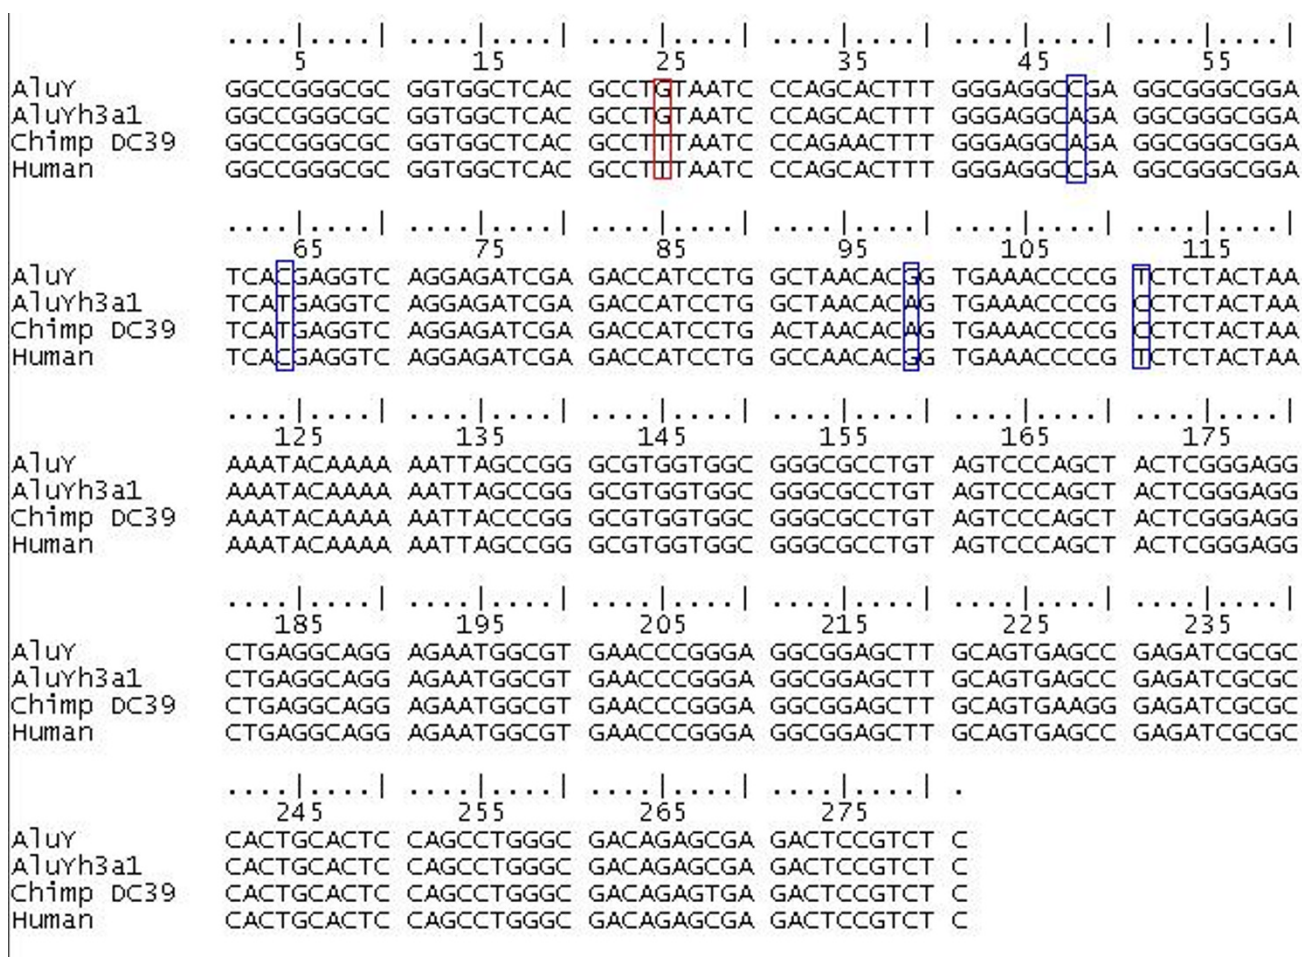 ....|....| ....|....| ....|....| ....|....| ....|....| ....|....|
5 15 25 35 45 55
AluY GGCCGGGCGC GGTGGCTCAC GCCTGTAATC CCAGCACTTT GGGAGGCCGA GGCGGGCGGA
AluYh3a1 GGCCGGGCGC GGTGGCTCAC GCCTGTAATC CCAGCACTTT GGGAGGCAGA GGCGGGCGGA
Chimp DC39 GGCCGGGCGC GGTGGCTCAC GCCTTTAATC CCAGAACTTT GGGAGGCAGA GGCGGGCGGA
Human GGCCGGGCGC GGTGGCTCAC GCCTTTAATC CCAGCACTTT GGGAGGCCGA GGCGGGCGGA
....|....| ....|....| ....|....| ....|....| ....|....| ....|....|
65 75 85 95 105 115
AluY TCACGAGGTC AGGAGATCGA GACCATCCTG GCTAACACGG TGAAACCCCG TCTCTACTAA
AluYh3a1 TCATGAGGTC AGGAGATCGA GACCATCCTG GCTAACACAG TGAAACCCCG CCTCTACTAA
Chimp DC39 TCATGAGGTC AGGAGATCGA GACCATCCTG ACTAACACAG TGAAACCCCG CCTCTACTAA
Human TCACGAGGTC AGGAGATCGA GACCATCCTG GCCAACACGG TGAAACCCCG TCTCTACTAA
....|....| ....|....| ....|....| ....|....| ....|....| ....|....|
125 135 145 155 165 175
AluY AAATACAAAA AATTAGCCGG GCGTGGTGGC GGGCGCCTGT AGTCCCAGCT ACTCGGGAGG
AluYh3a1 AAATACAAAA AATTAGCCGG GCGTGGTGGC GGGCGCCTGT AGTCCCAGCT ACTCGGGAGG
Chimp DC39 AAATACAAAA AATTACCCGG GCGTGGTGGC GGGCGCCTGT AGTCCCAGCT ACTCGGGAGG
Human AAATACAAAA AATTAGCCGG GCGTGGTGGC GGGCGCCTGT AGTCCCAGCT ACTCGGGAGG
....|....| ....|....| ....|....| ....|....| ....|....| ....|....|
185 195 205 215 225 235
AluY CTGAGGCAGG AGAATGGCGT GAACCCGGGA GGCGGAGCTT GCAGTGAGCC GAGATCGCGC
AluYh3a1 CTGAGGCAGG AGAATGGCGT GAACCCGGGA GGCGGAGCTT GCAGTGAGCC GAGATCGCGC
Chimp DC39 CTGAGGCAGG AGAATGGCGT GAACCCGGGA GGCGGAGCTT GCAGTGAAGG GAGATCGCGC
Human CTGAGGCAGG AGAATGGCGT GAACCCGGGA GGCGGAGCTT GCAGTGAGCC GAGATCGCGC
....|....| ....|....| ....|....| ....|....| .
245 255 265 275
AluY CACTGCACTC CAGCCTGGGC GACAGAGCGA GACTCCGTCT C
AluYh3a1 CACTGCACTC CAGCCTGGGC GACAGAGCGA GACTCCGTCT C
Chimp DC39 CACTGCACTC CAGCCTGGGC GACAGAGTGA GACTCCGTCT C
Human CACTGCACTC CAGCCTGGGC GACAGAGCGA GACTCCGTCT C